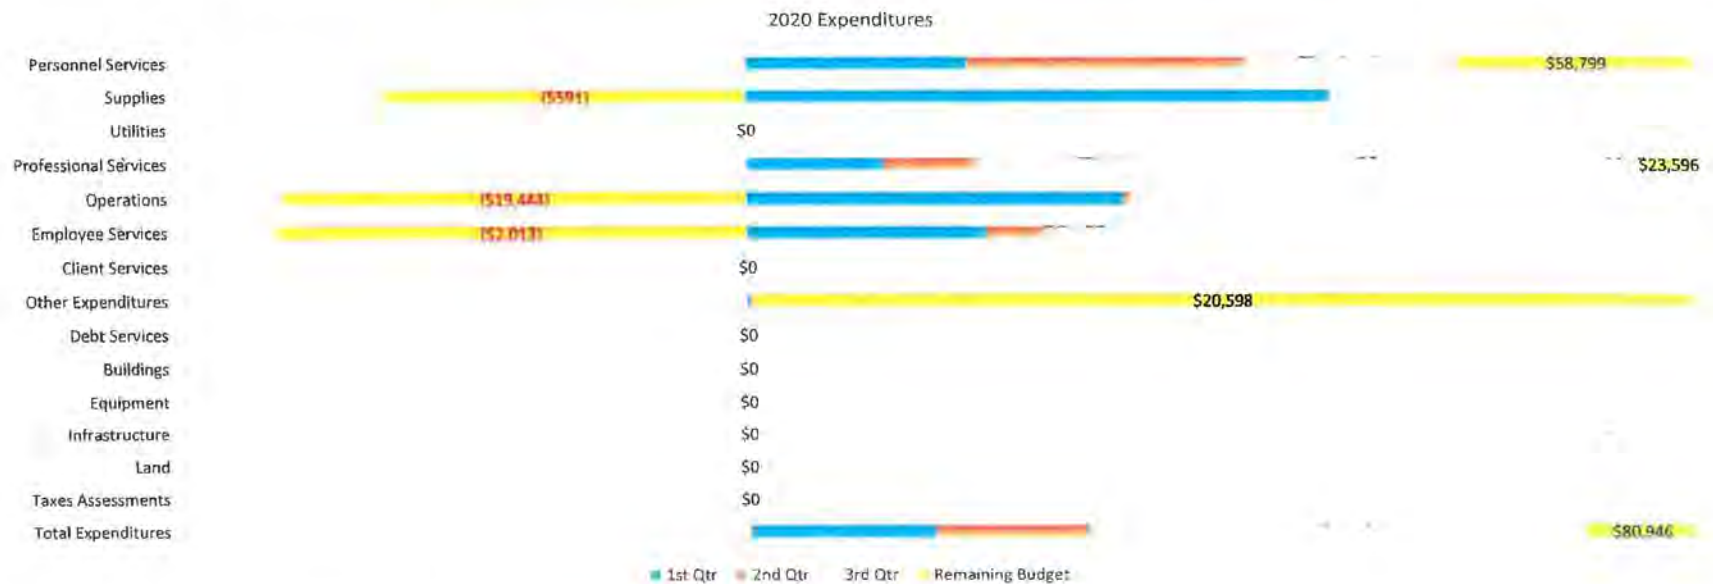 2020 Expenditures
Personnel Services $58,799
Supplies ($591)
Utilities $0
Professional Services $23,596
Operations ($19,444)
Employee Services ($2,013)
Client Services $0
Other Expenditures $20,598
Debt Services $0
Buildings $0
Equipment $0
Infrastructure $0
Land $0
Taxes Assessments $0
Total Expenditures $80,946
1st Qtr 2nd Qtr 3rd Qtr Remaining Budget